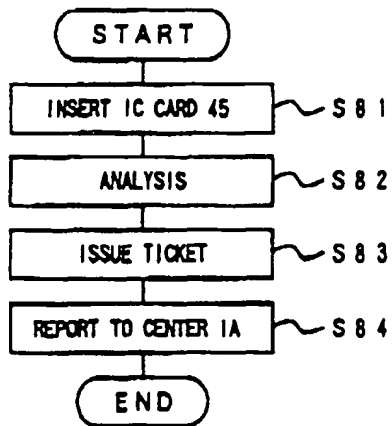 START
INSERT IC CARD 45 S81
ANALYSIS S82
ISSUE TICKET S83
REPORT TO CENTER 1A S84
END